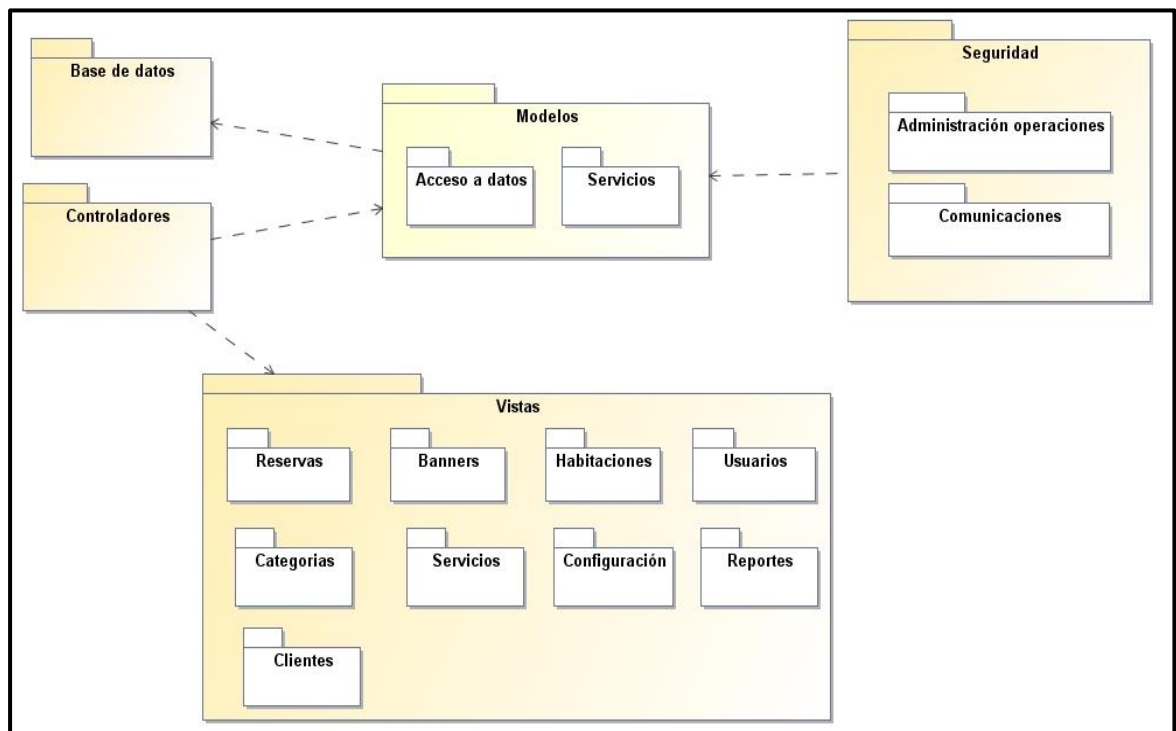 Base de datos
Seguridad
Modelos
Administración operaciones
Acceso a datos
Servicios
Controladores
Comunicaciones
Vistas
Reservas
Banners
Habitaciones
Usuarios
Categorias
Servicios
Configuración
Reportes
Clientes